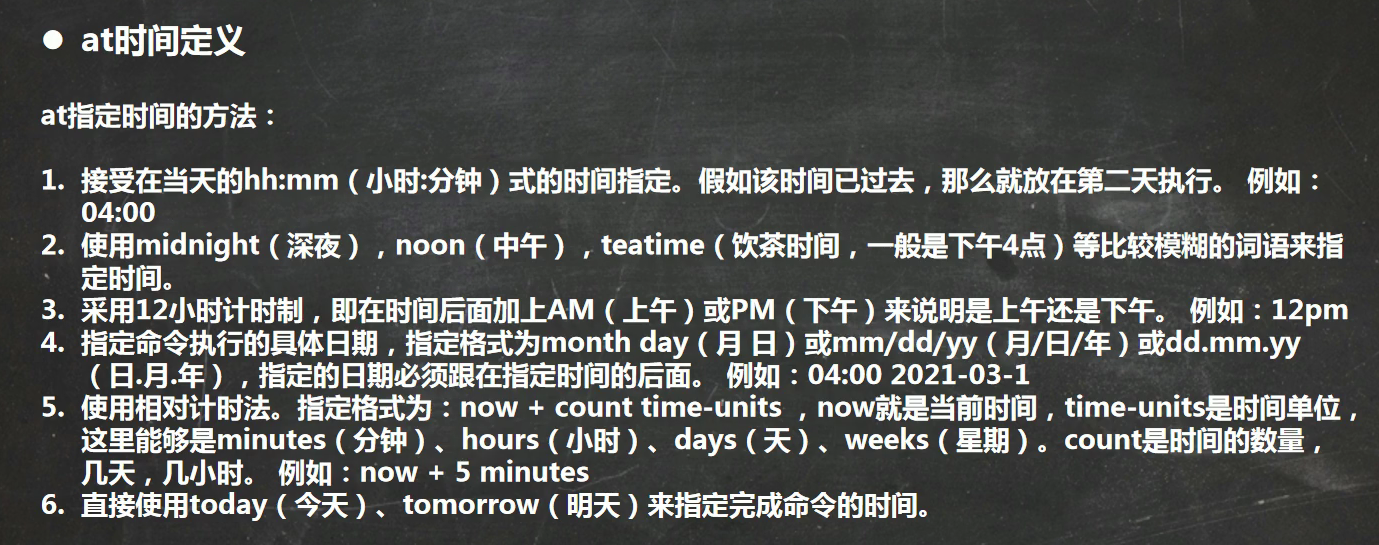 ● at时间定义
at指定时间的方法：
1. 接受在当天的hh:mm（小时:分钟）式的时间指定。假如该时间已过去，那么就放在第二天执行。 例如：
04:00
2. 使用midnight（深夜），noon（中午），teatime（饮茶时间，一般是下午4点）等比较模糊的词语来指
定时间。
3. 采用12小时计时制，即在时间后面加上AM（上午）或PM（下午）来说明是上午还是下午。 例如：12pm
4. 指定命令执行的具体日期，指定格式为month day（月 日）或mm/dd/yy（月/日/年）或dd.mm.yy
（日.月.年），指定的日期必须跟在指定时间的后面。 例如：04:00 2021-03-1
5. 使用相对计时法。指定格式为：now + count time-units ，now就是当前时间，time-units是时间单位，
这里能够是minutes（分钟）、hours（小时）、days（天）、weeks（星期）。count是时间的数量，
几天，几小时。 例如：now + 5 minutes
6. 直接使用today（今天）、tomorrow（明天）来指定完成命令的时间。